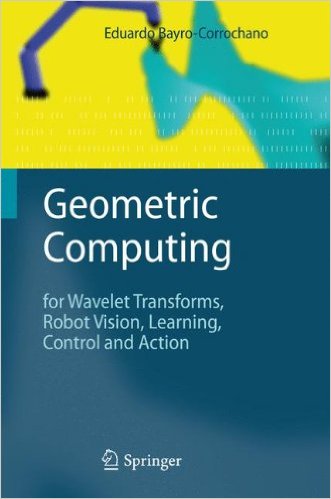 Eduardo Bayro-Corrochano
Geometric
Computing
for Wavelet Transforms,
Robot Vision, Learning,
Control and Action
Springer